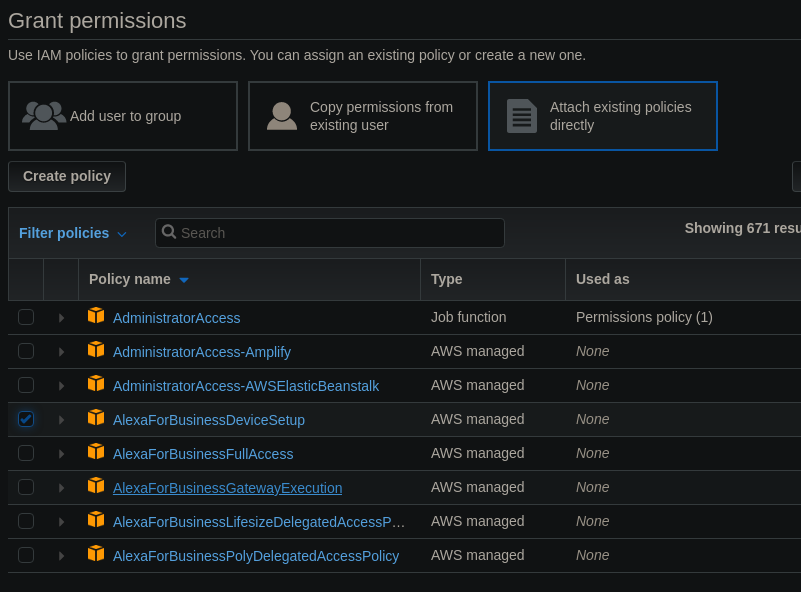 Grant permissions
Use IAM policies to grant permissions. You can assign an existing policy or create a new one.
Add user to group
Copy permissions from
existing user
Attach existing policies
directly
Create policy
Filter policies
Search
Showing 671 resu
Policy name Type Used as
AdministratorAccess Job function Permissions policy (1)
AdministratorAccess-Amplify AWS managed None
AdministratorAccess-AWSElasticBeanstalk AWS managed None
AlexaForBusinessDeviceSetup AWS managed None
AlexaForBusinessFullAccess AWS managed None
AlexaForBusinessGatewayExecution AWS managed None
AlexaForBusinessLifesizeDelegatedAccessP… AWS managed None
AlexaForBusinessPolyDelegatedAccessPolicy AWS managed None